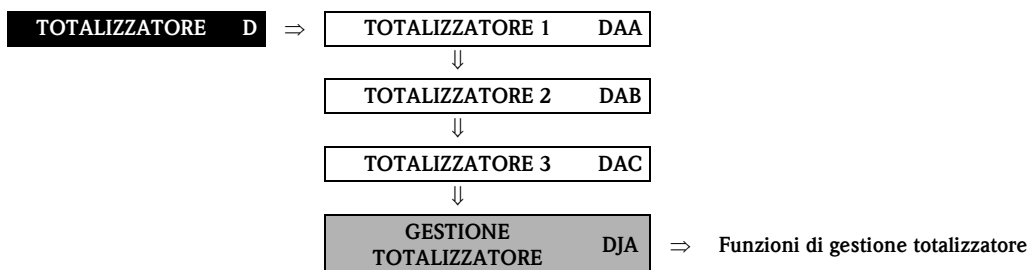 TOTALIZZATORE D ⇒ TOTALIZZATORE 1 DAA
⇓
TOTALIZZATORE 2 DAB
⇓
TOTALIZZATORE 3 DAC
⇓
GESTIONE
TOTALIZZATORE DJA ⇒ Funzioni di gestione totalizzatore